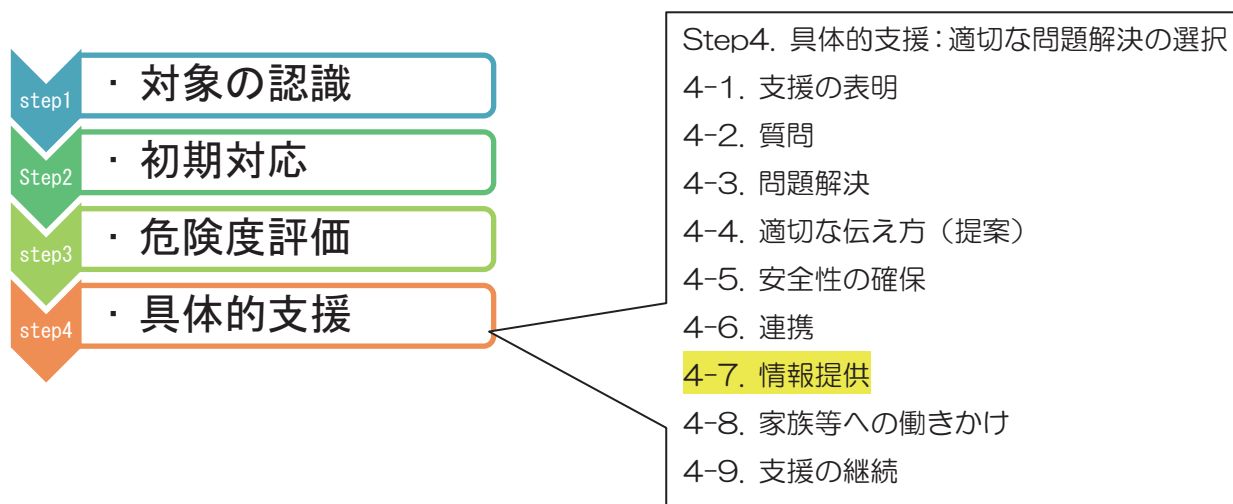 step1
・対象の認識
Step2
・初期対応
step3
・危険度評価
step4
・具体的支援
Step4. 具体的支援：適切な問題解決の選択
4-1. 支援の表明
4-2. 質問
4-3. 問題解決
4-4. 適切な伝え方（提案）
4-5. 安全性の確保
4-6. 連携
4-7. 情報提供
4-8. 家族等への働きかけ
4-9. 支援の継続